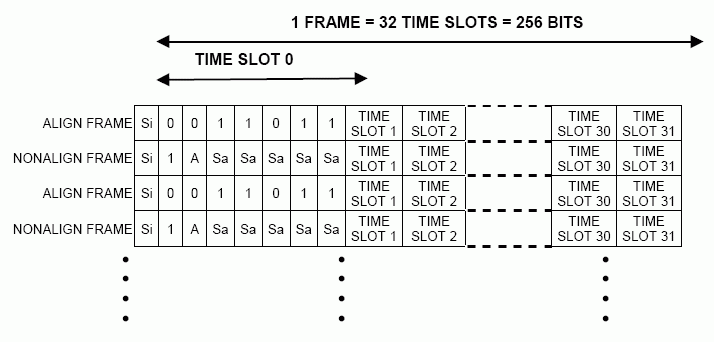 1 FRAME = 32 TIME SLOTS = 256 BITS
TIME SLOT 0
ALIGN FRAME Si 0 0 1 1 0 1 1 TIME SLOT 1 TIME SLOT 2 TIME SLOT 30 TIME SLOT 31
NONALIGN FRAME Si 1 A Sa Sa Sa Sa Sa TIME SLOT 1 TIME SLOT 2 TIME SLOT 30 TIME SLOT 31
ALIGN FRAME Si 0 0 1 1 0 1 1 TIME SLOT 1 TIME SLOT 2 TIME SLOT 30 TIME SLOT 31
NONALIGN FRAME Si 1 A Sa Sa Sa Sa Sa TIME SLOT 1 TIME SLOT 2 TIME SLOT 30 TIME SLOT 31